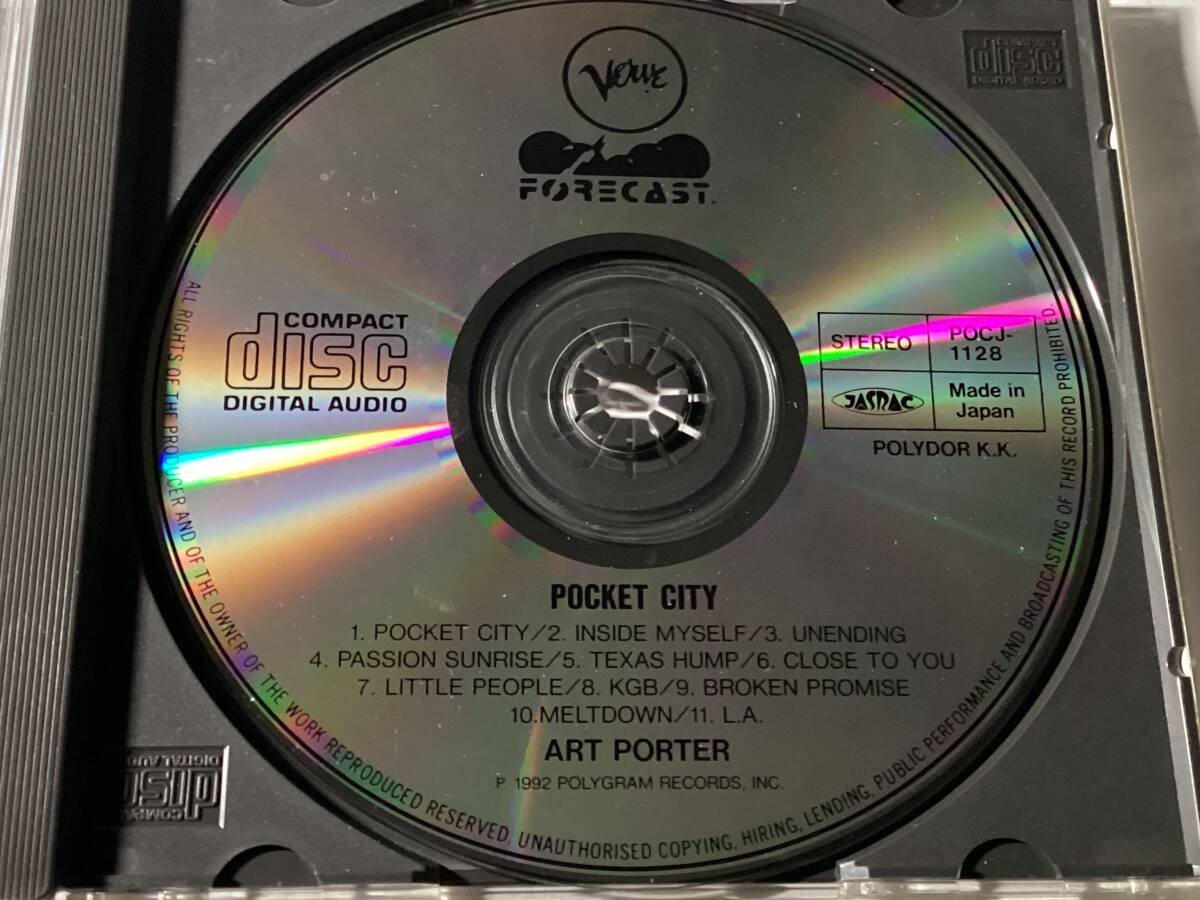 Verve
FORECAST.
COMPACT
disc
DIGITAL AUDIO
STEREO
POCJ-
1128
JASRAC
Made in
Japan
POLYDOR K.K.
POCKET CITY
1. POCKET CITY/2. INSIDE MYSELF/3. UNENDING
4. PASSION SUNRISE/5. TEXAS HUMP/6. CLOSE TO YOU
7. LITTLE PEOPLE/8. KGB/9. BROKEN PROMISE
10.MELTDOWN/11. L.A.
ART PORTER
P 1992 POLYGRAM RECORDS, INC.
ALL RIGHTS OF THE PRODUCER AND OF THE OWNER OF THE WORK REPRODUCED RESERVED. UNAUTHORISED COPYING, HIRING, LENDING, PUBLIC PERFORMANCE AND BROADCASTING OF THIS RECORD PROHIBITED.
COMPACT
disc
DIGITAL AUDIO
COMPACT
disc
DIGITAL AUDIO